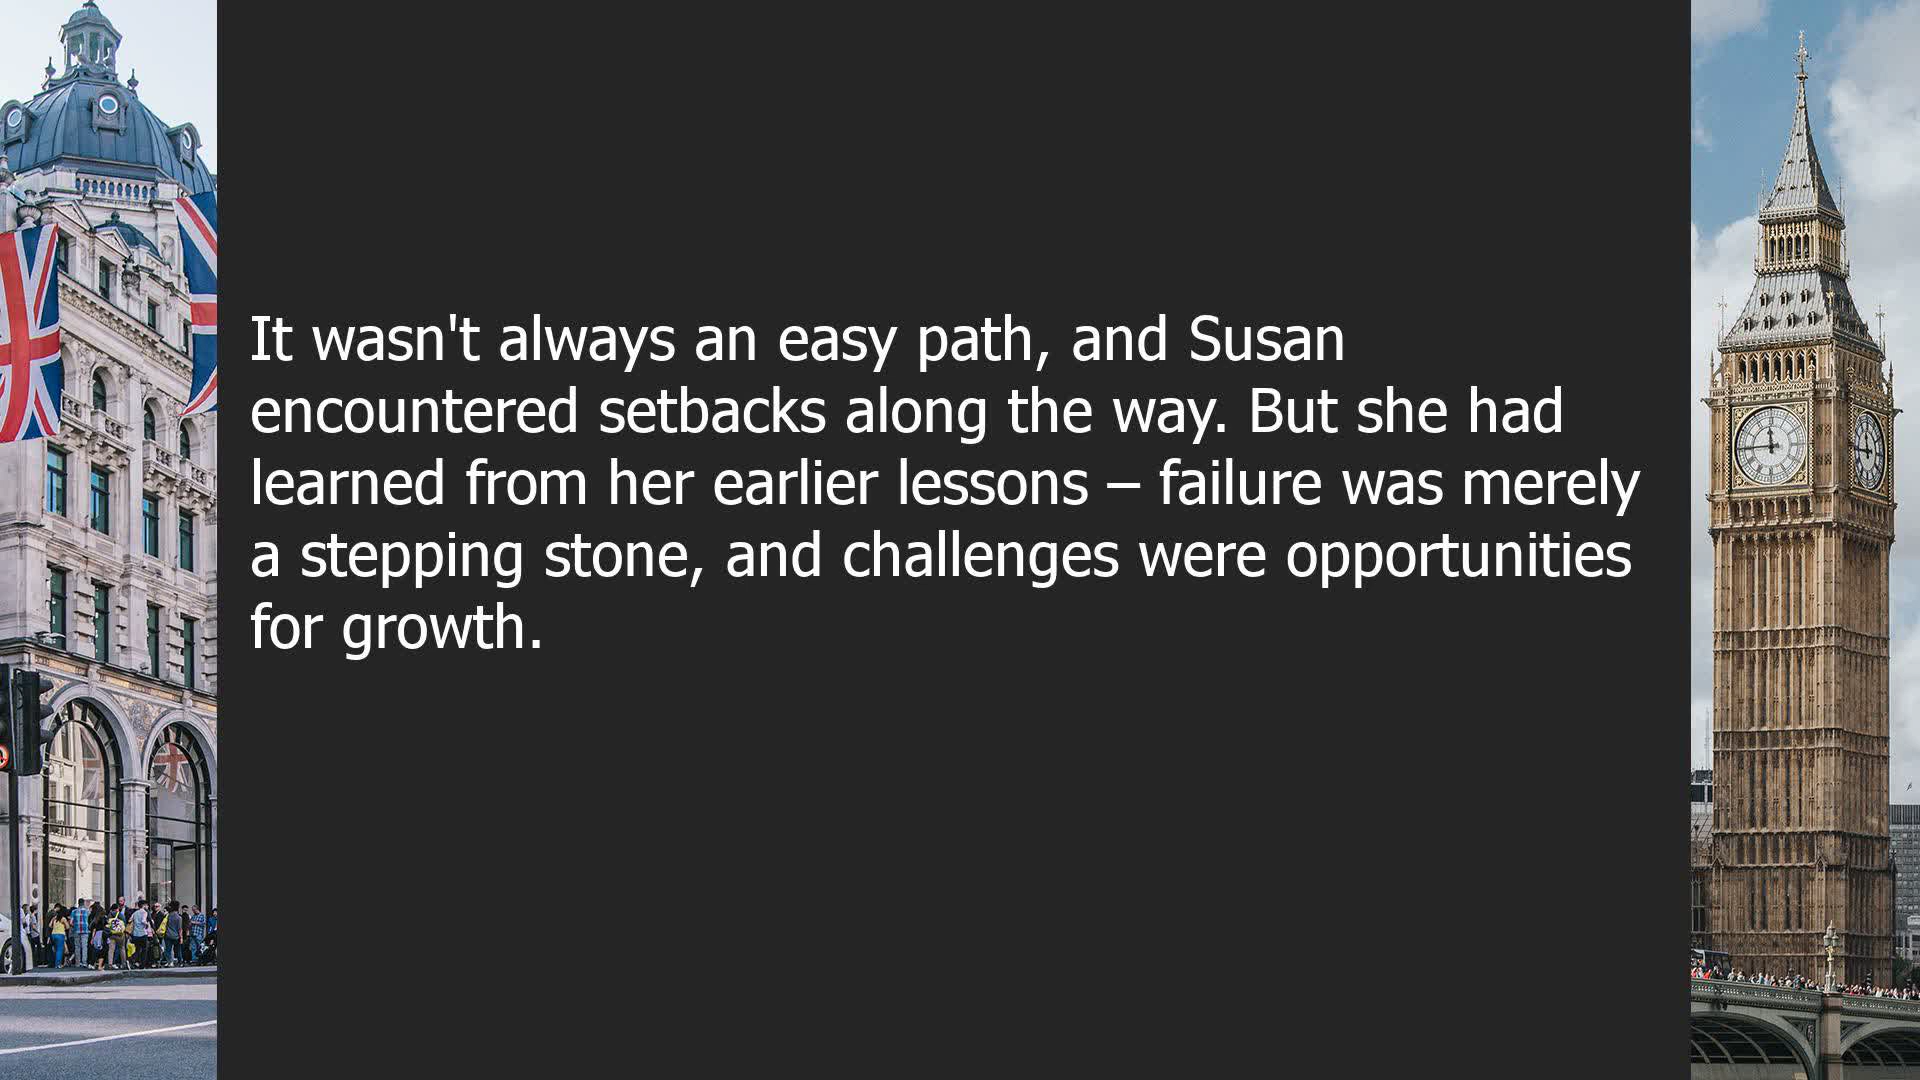 It wasn't always an easy path, and Susan
encountered setbacks along the way. But she had
learned from her earlier lessons – failure was merely
a stepping stone, and challenges were opportunities
for growth.